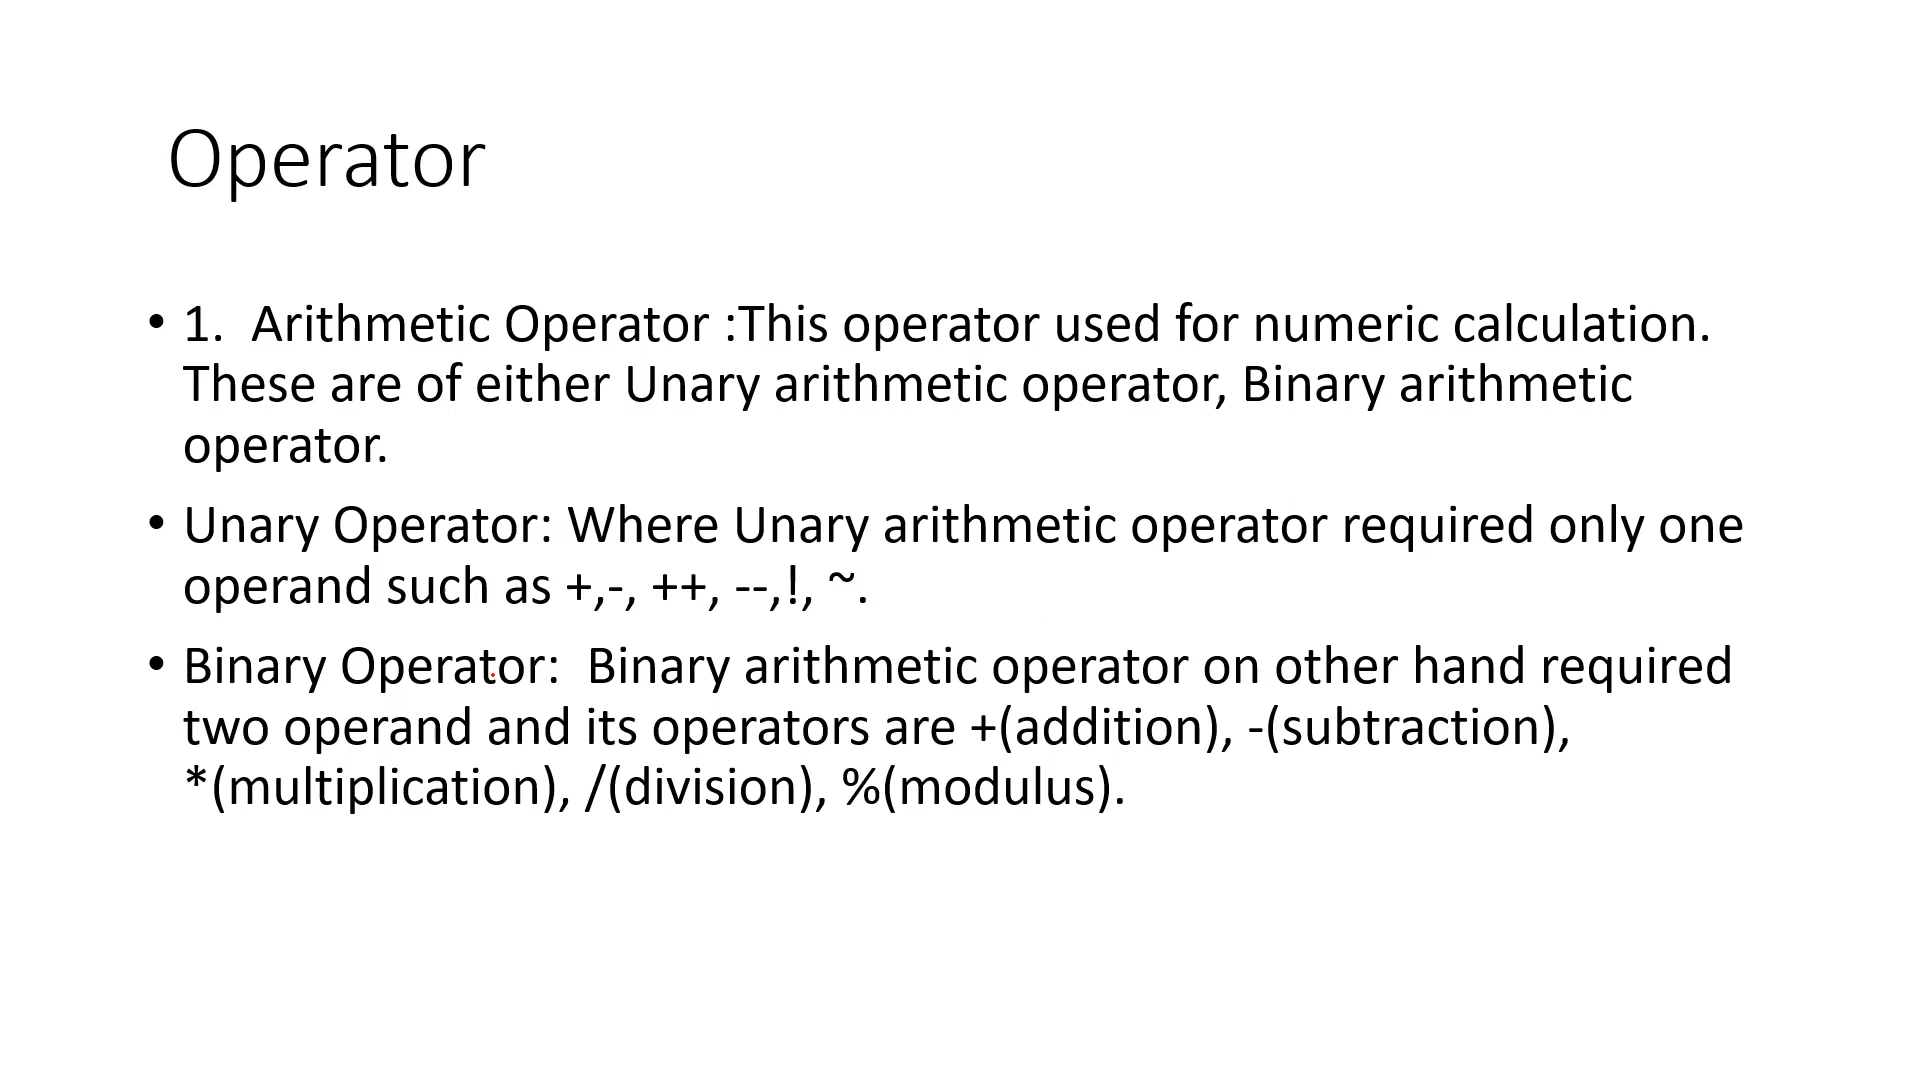 Operator
• 1.  Arithmetic Operator :This operator used for numeric calculation.
These are of either Unary arithmetic operator, Binary arithmetic
operator.
• Unary Operator: Where Unary arithmetic operator required only one
operand such as +,-, ++, --,!, ~.
• Binary Operator:  Binary arithmetic operator on other hand required
two operand and its operators are +(addition), -(subtraction),
*(multiplication), /(division), %(modulus).